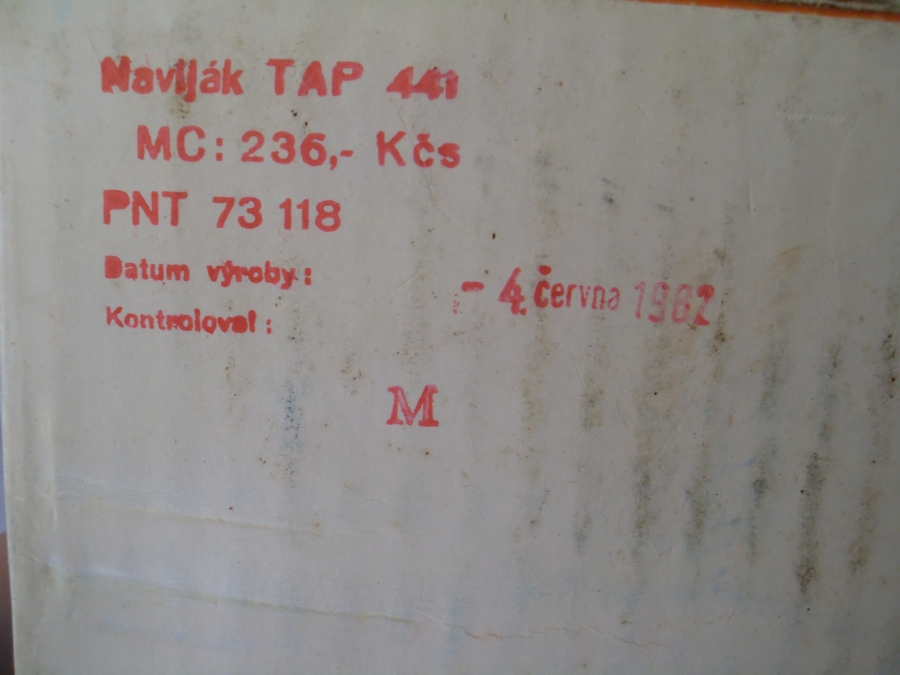 Naviják TAP 441
MC: 236,- Kčs
PNT 73 118
Datum výroby:
- 4. června 1982
Kontroloval:
M